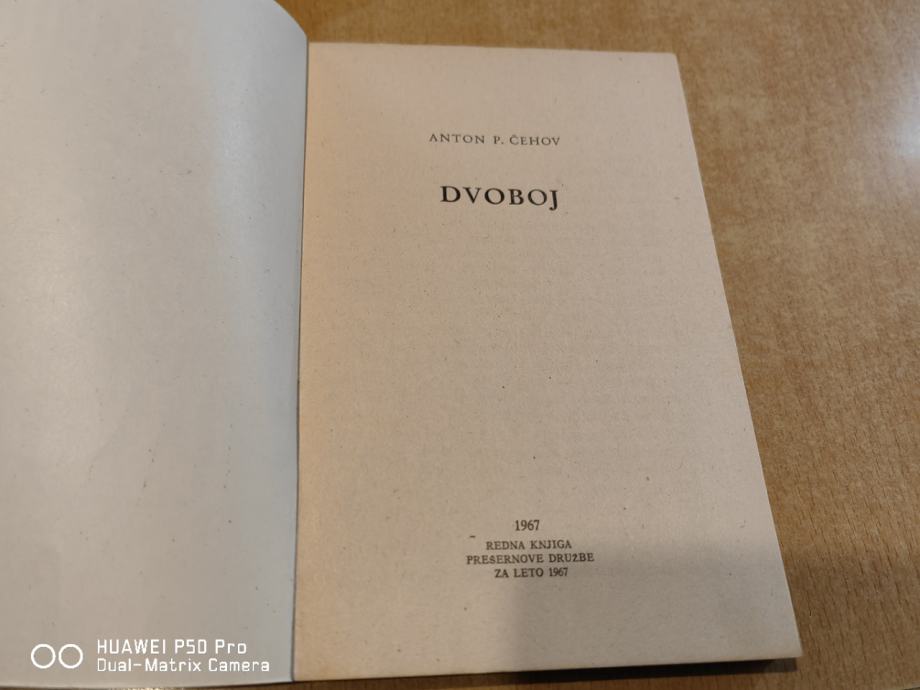 ANTON P. ČEHOV
DVOBOJ
1967
REDNA KNJIGA
PREŠERNOVE DRUŽBE
ZA LETO 1967
HUAWEI P50 Pro
Dual-Matrix Camera